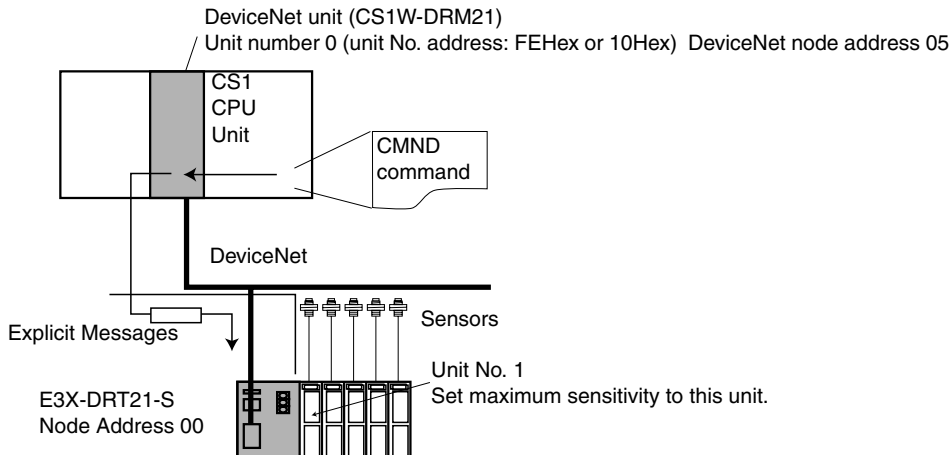 DeviceNet unit (CS1W-DRM21)
Unit number 0 (unit No. address: FEHex or 10Hex) DeviceNet node address 05
CS1
CPU
Unit
CMND
command
DeviceNet
Sensors
Explicit Messages
Unit No. 1
Set maximum sensitivity to this unit.
E3X-DRT21-S
Node Address 00